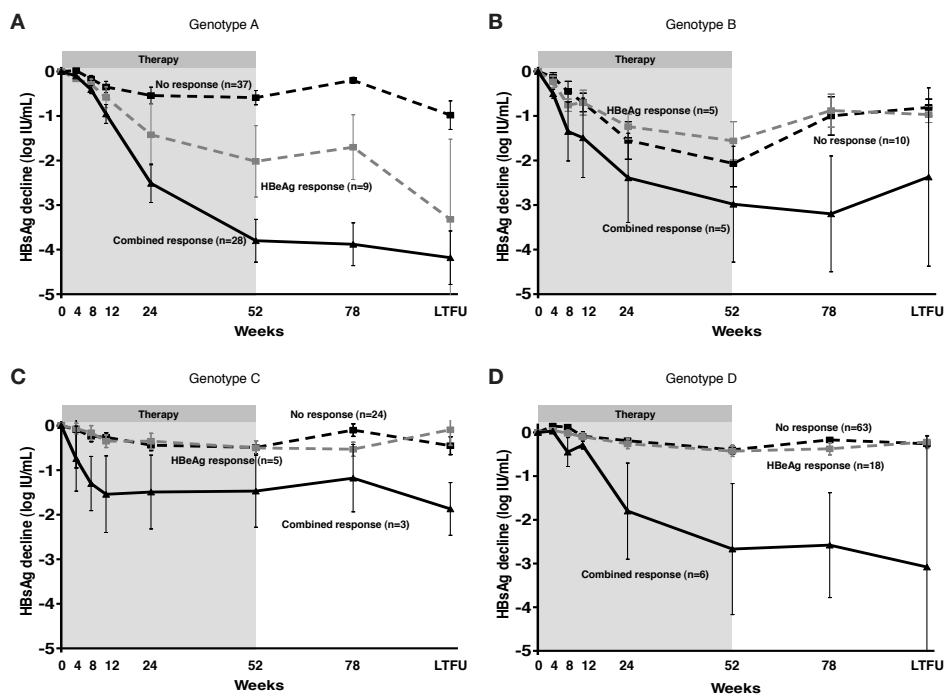 A
Genotype A
Therapy
HBsAg decline (log IU/mL)
0
-1
-2
-3
-4
-5
No response (n=37)
HBeAg response (n=9)
Combined response (n=28)
0 4 8 12 24 52 78 LTFU
Weeks
B
Genotype B
Therapy
HBsAg decline (log IU/mL)
0
-1
-2
-3
-4
-5
HBeAg response (n=5)
No response (n=10)
Combined response (n=5)
0 4 8 12 24 52 78 LTFU
Weeks
C
Genotype C
Therapy
HBsAg decline (log IU/mL)
0
-1
-2
-3
-4
-5
No response (n=24)
HBeAg response (n=5)
Combined response (n=3)
0 4 8 12 24 52 78 LTFU
Weeks
D
Genotype D
Therapy
HBsAg decline (log IU/mL)
0
-1
-2
-3
-4
-5
No response (n=63)
HBeAg response (n=18)
Combined response (n=6)
0 4 8 12 24 52 78 LTFU
Weeks